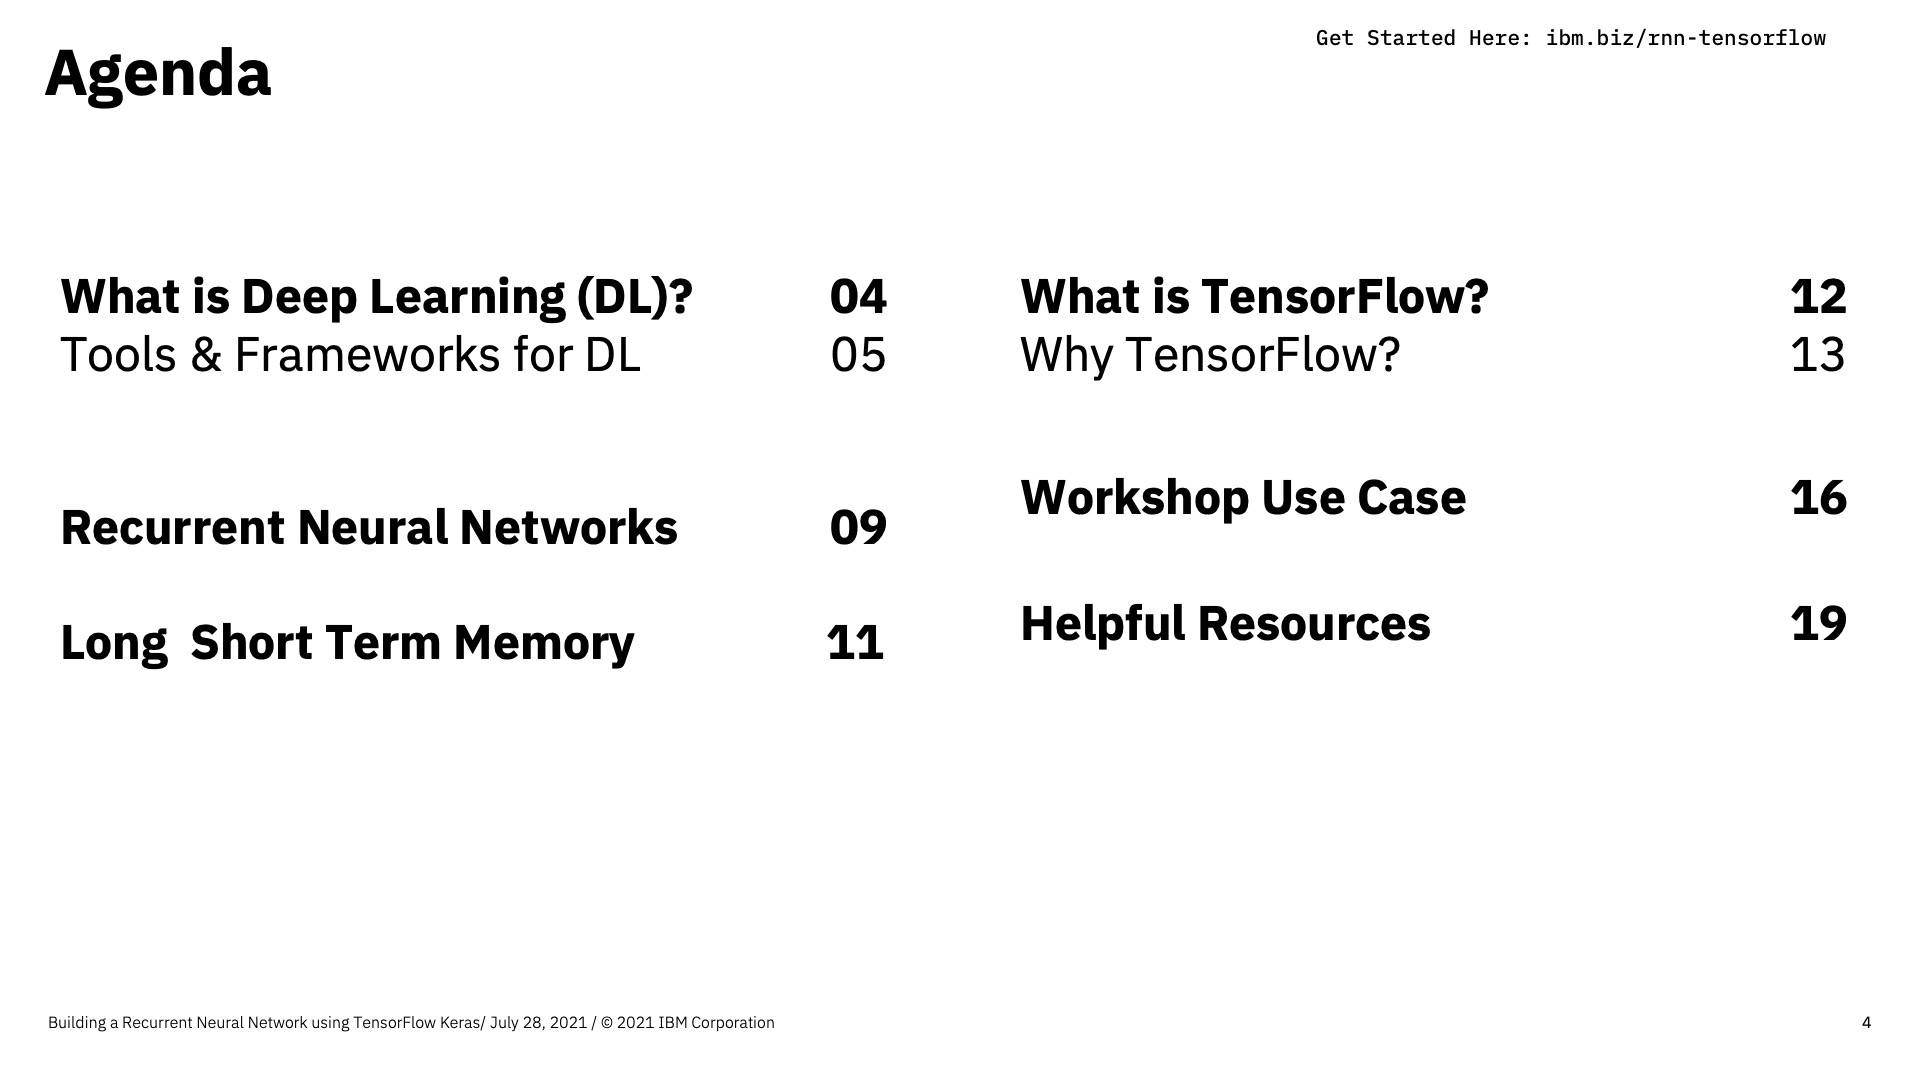 Get Started Here: ibm.biz/rnn-tensorflow
Agenda
What is Deep Learning (DL)? 04
Tools & Frameworks for DL 05
Recurrent Neural Networks 09
Long  Short Term Memory 11
What is TensorFlow? 12
Why TensorFlow? 13
Workshop Use Case 16
Helpful Resources 19
Building a Recurrent Neural Network using TensorFlow Keras/ July 28, 2021 / © 2021 IBM Corporation
4